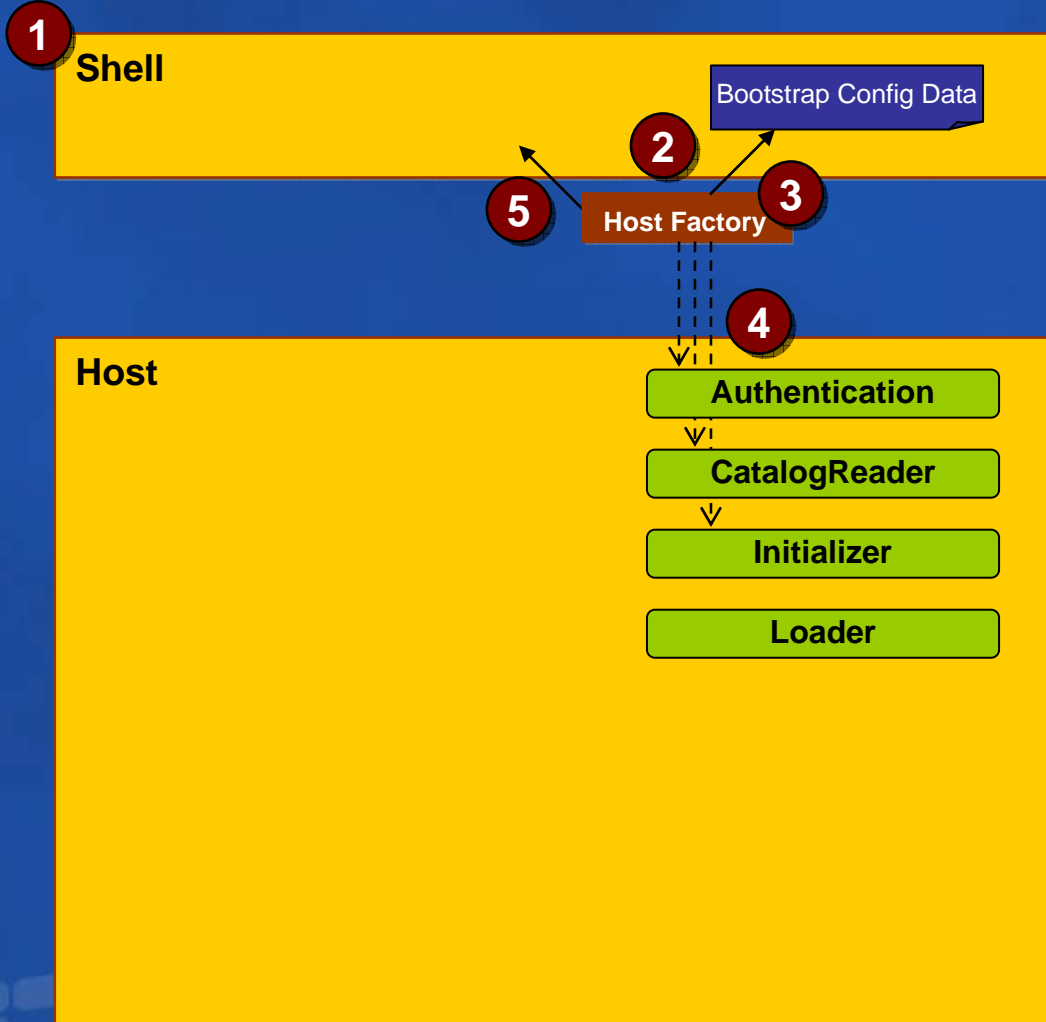 1
Shell
Bootstrap Config Data
2
3
5
Host Factory
4
Host
Authentication
CatalogReader
Initializer
Loader